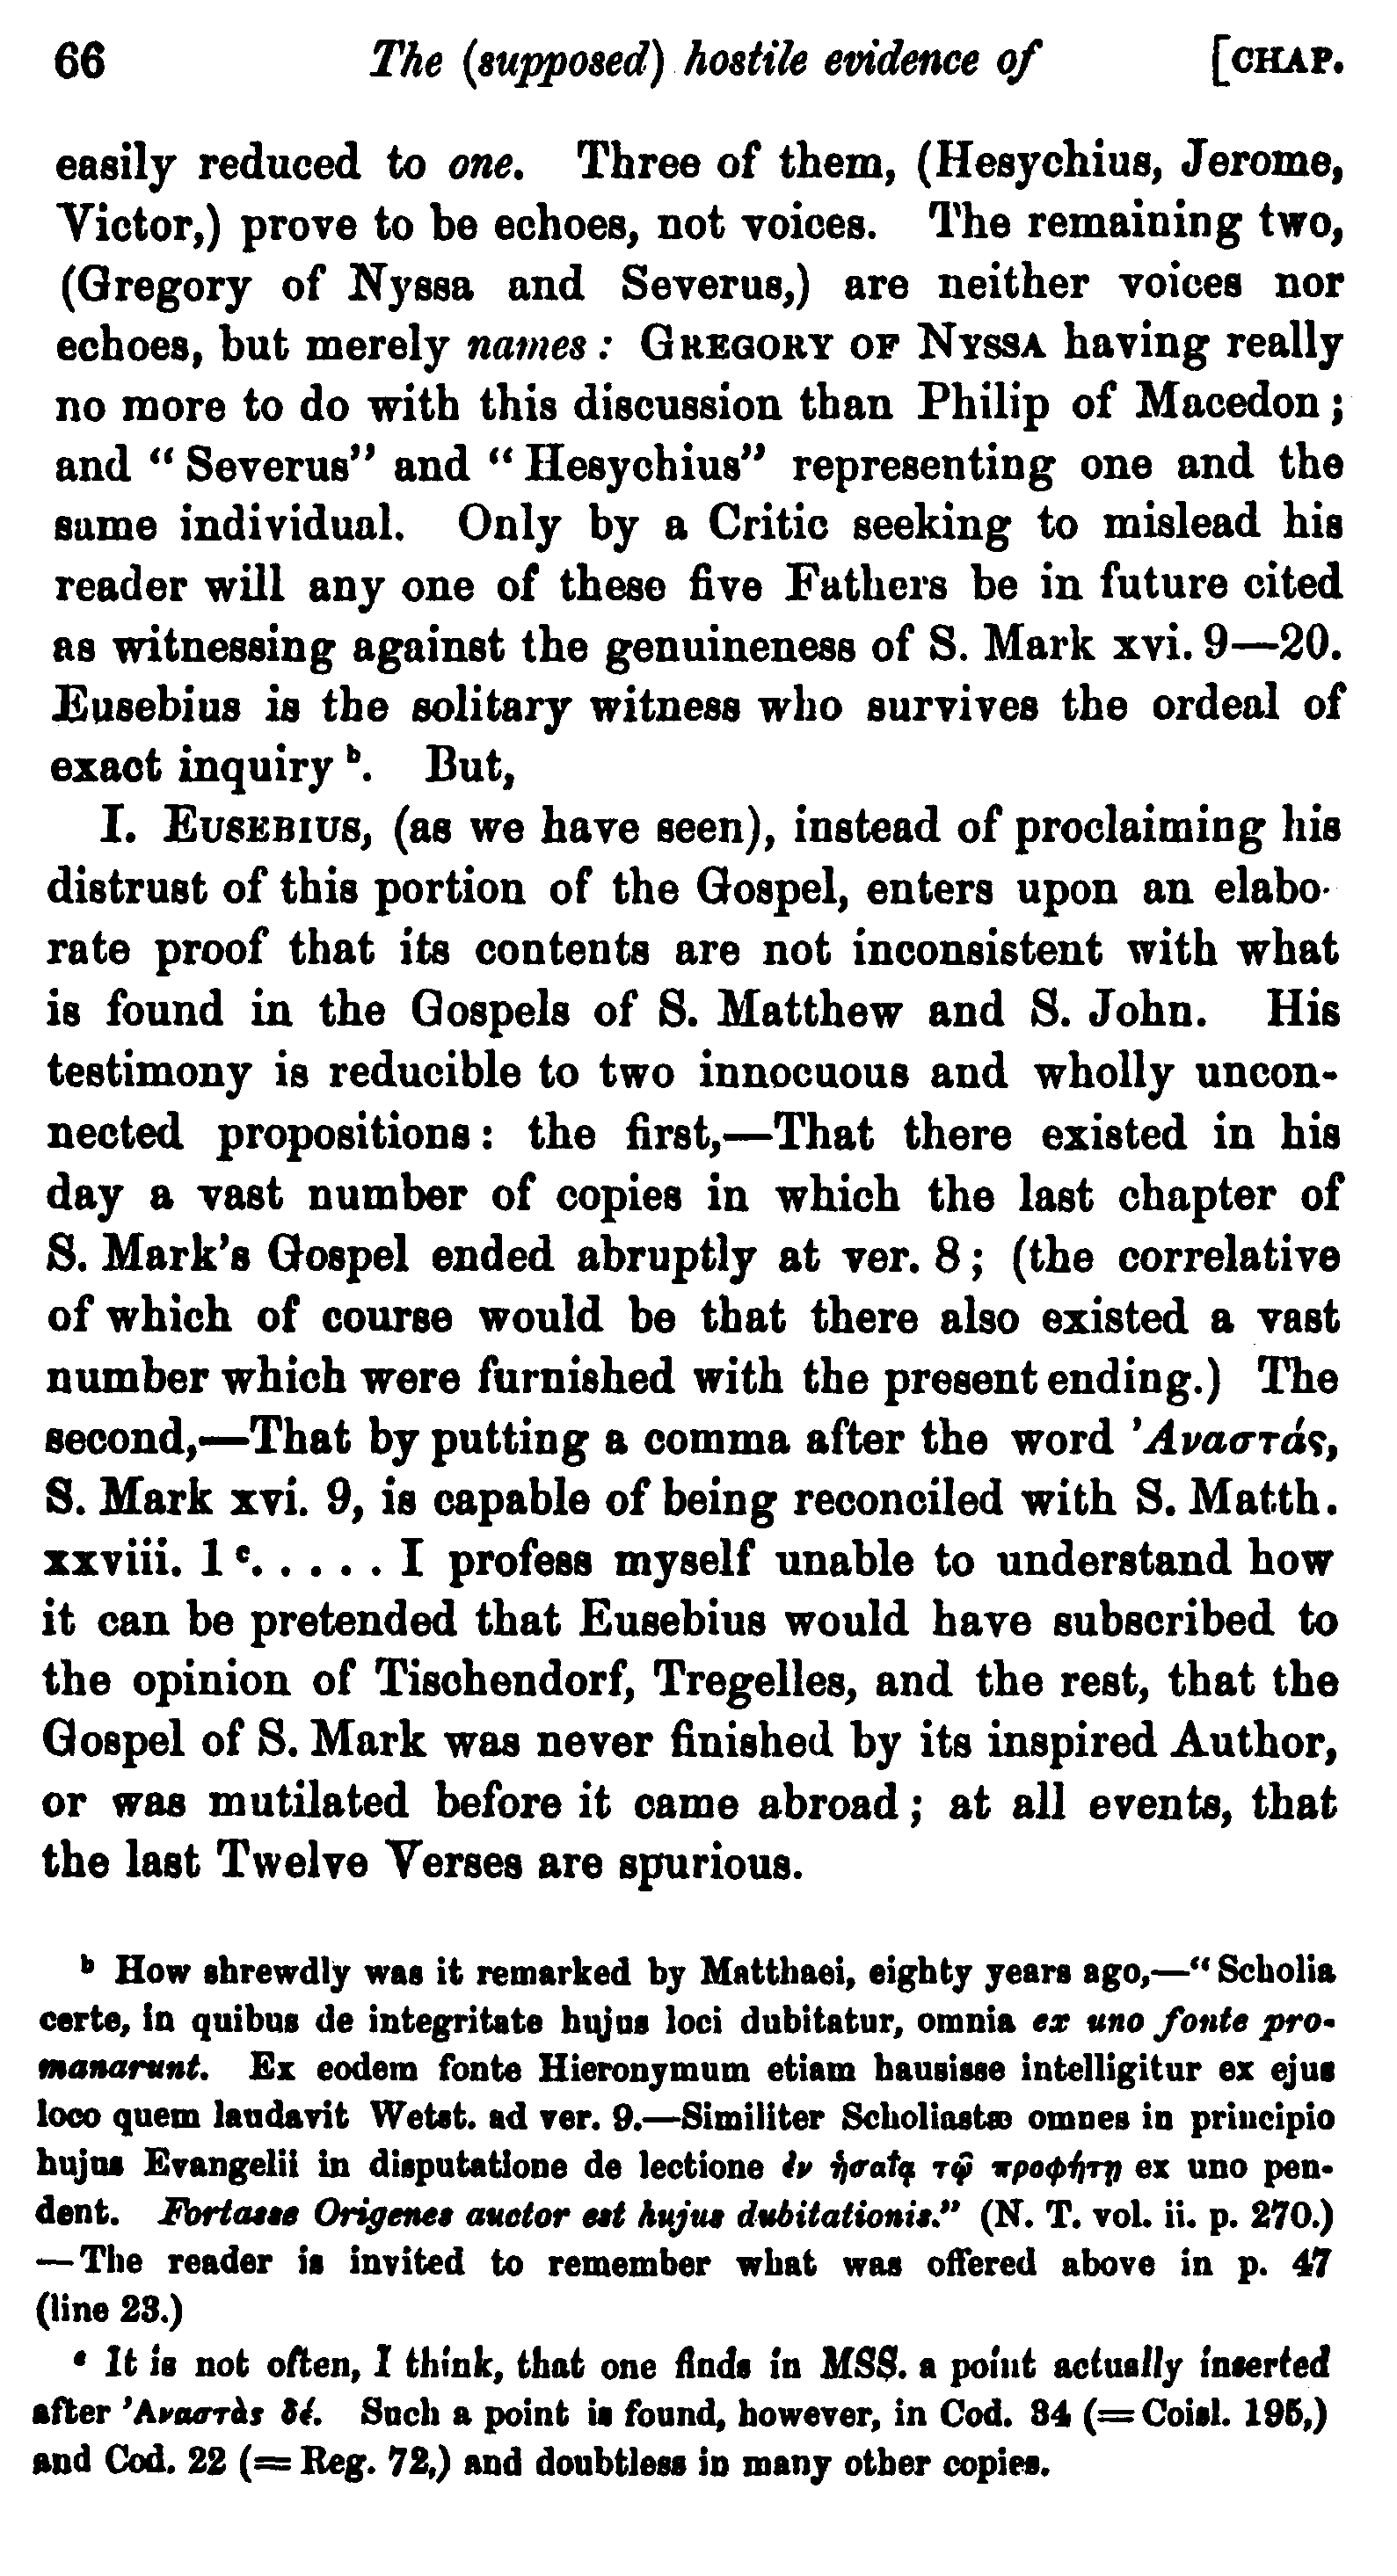 66 The (supposed) hostile evidence of [CHAP.
easily reduced to one. Three of them, (Hesychius, Jerome,
Victor,) prove to be echoes, not voices. The remaining two,
(Gregory of Nyssa and Severus,) are neither voices nor
echoes, but merely names: GREGORY OF NYSSA having really
no more to do with this discussion than Philip of Macedon;
and “Severus” and “Hesychius” representing one and the
same individual. Only by a Critic seeking to mislead his
reader will any one of these five Fathers be in future cited
as witnessing against the genuineness of S. Mark xvi. 9—20.
Eusebius is the solitary witness who survives the ordeal of
exact inquiry ᵇ. But,
I. EUSEBIUS, (as we have seen), instead of proclaiming his
distrust of this portion of the Gospel, enters upon an elabo-
rate proof that its contents are not inconsistent with what
is found in the Gospels of S. Matthew and S. John. His
testimony is reducible to two innocuous and wholly uncon-
nected propositions: the first,—That there existed in his
day a vast number of copies in which the last chapter of
S. Mark’s Gospel ended abruptly at ver. 8; (the correlative
of which of course would be that there also existed a vast
number which were furnished with the present ending.) The
second,—That by putting a comma after the word Ἀναστάς,
S. Mark xvi. 9, is capable of being reconciled with S. Matth.
xxviii. 1 ᶜ. . . . . I profess myself unable to understand how
it can be pretended that Eusebius would have subscribed to
the opinion of Tischendorf, Tregelles, and the rest, that the
Gospel of S. Mark was never finished by its inspired Author,
or was mutilated before it came abroad; at all events, that
the last Twelve Verses are spurious.
ᵇ How shrewdly was it remarked by Matthaei, eighty years ago,—“Scholia
certe, in quibus de integritate hujus loci dubitatur, omnia ex uno fonte pro-
manarunt. Ex eodem fonte Hieronymum etiam hausisse intelligitur ex ejus
loco quem laudavit Wetst. ad ver. 9.—Similiter Scholiastæ omnes in principio
hujus Evangelii in disputatione de lectione ἐν ἡσαΐᾳ τῷ προφήτῃ ex uno pen-
dent. Fortasse Origenes auctor est hujus dubitationis.” (N. T. vol. ii. p. 270.)
—The reader is invited to remember what was offered above in p. 47
(line 23.)
ᶜ It is not often, I think, that one finds in MSS. a point actually inserted
after Ἀναστὰς δέ. Such a point is found, however, in Cod. 34 (=Coisl. 195,)
and Cod. 22 (=Reg. 72,) and doubtless in many other copies.